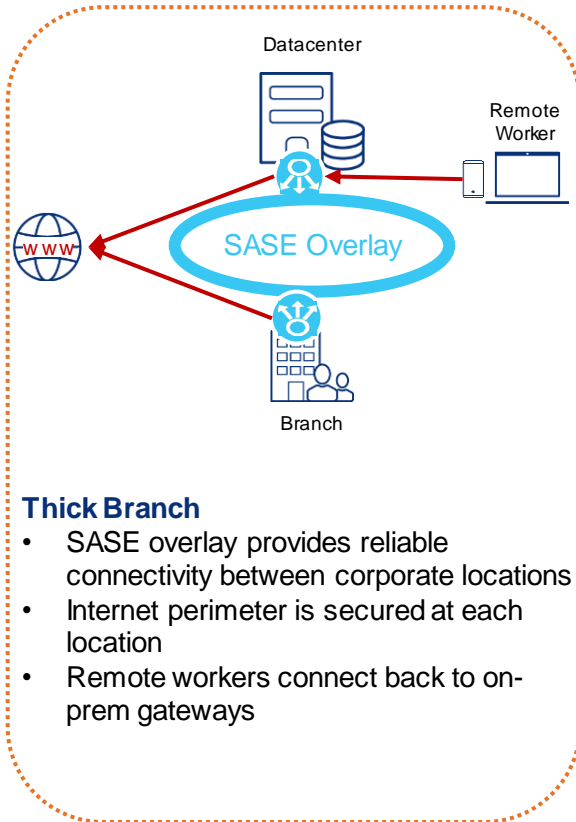 Datacenter
Remote
Worker
WWW
SASE Overlay
Branch
Thick Branch
• SASE overlay provides reliable
connectivity between corporate locations
• Internet perimeter is secured at each
location
• Remote workers connect back to on-
prem gateways